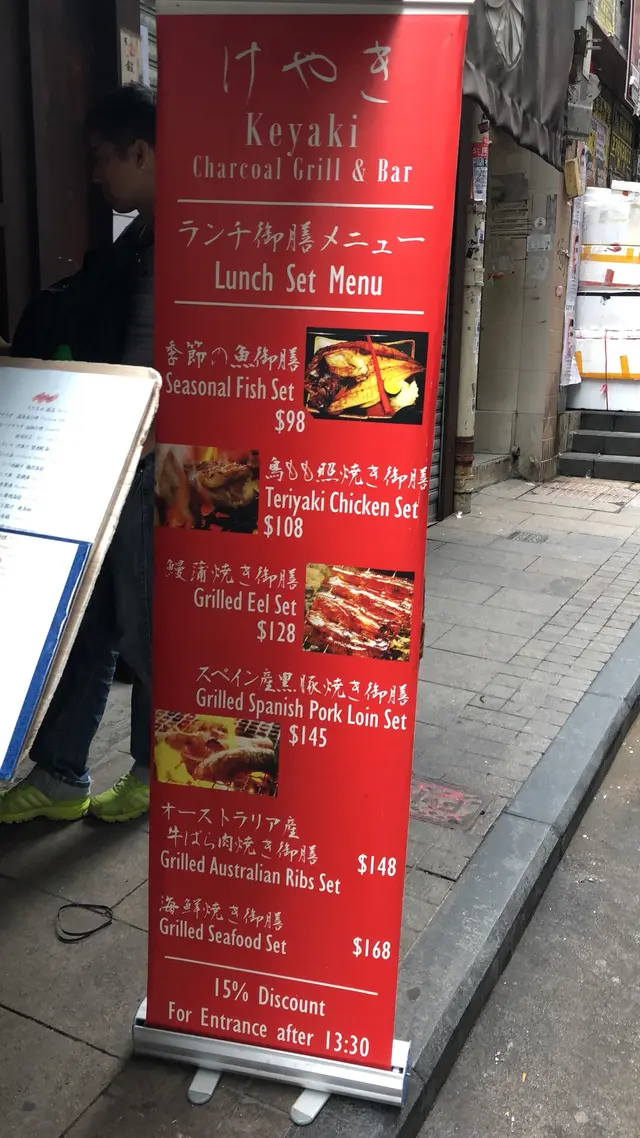 けやき
Keyaki
Charcoal Grill & Bar
ランチ御膳メニュー
Lunch Set Menu
季節の魚御膳
Seasonal Fish Set
$98
鳥もも照焼き御膳
Teriyaki Chicken Set
$108
鰻蒲焼き御膳
Grilled Eel Set
$128
スペイン産黒豚焼き御膳
Grilled Spanish Pork Loin Set
$145
オーストラリア産
牛ばら肉焼き御膳
Grilled Australian Ribs Set
$148
海鮮焼き御膳
Grilled Seafood Set
$168
15% Discount
For Entrance after 13:30